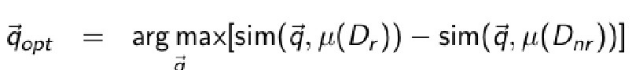 q⃗_opt = arg max_q⃗ [sim(q⃗, μ(D_r)) − sim(q⃗, μ(D_nr))]